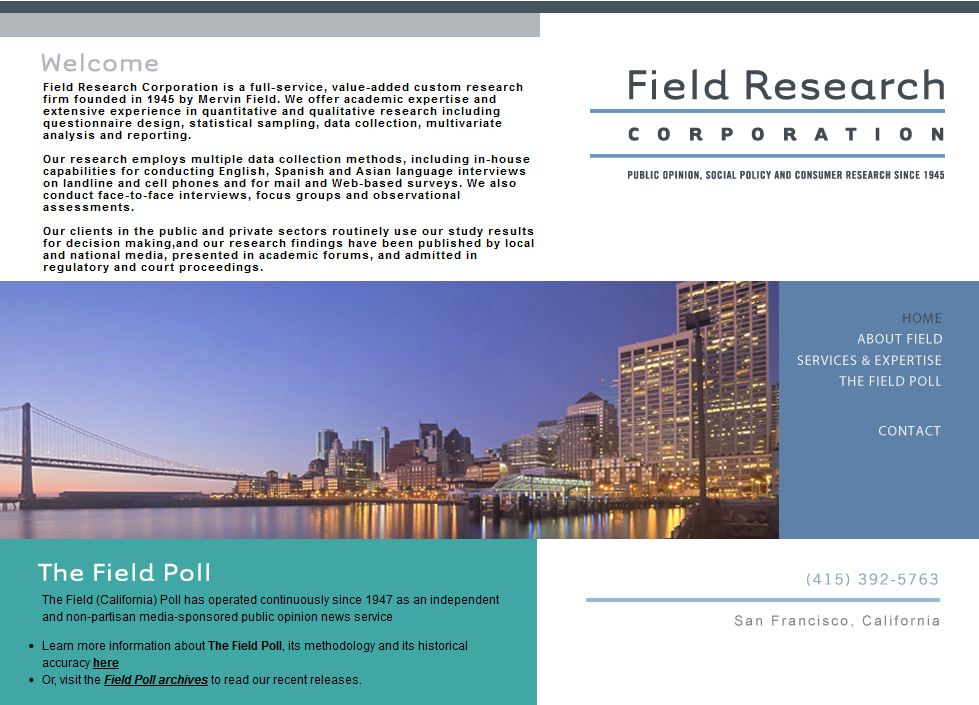 Welcome
Field Research Corporation is a full-service, value-added custom research
firm founded in 1945 by Mervin Field. We offer academic expertise and
extensive experience in quantitative and qualitative research including
questionnaire design, statistical sampling, data collection, multivariate
analysis and reporting.
Our research employs multiple data collection methods, including in-house
capabilities for conducting English, Spanish and Asian language interviews
on landline and cell phones and for mail and Web-based surveys. We also
conduct face-to-face interviews, focus groups and observational
assessments.
Our clients in the public and private sectors routinely use our study results
for decision making,and our research findings have been published by local
and national media, presented in academic forums, and admitted in
regulatory and court proceedings.
Field Research
CORPORATION
PUBLIC OPINION, SOCIAL POLICY AND CONSUMER RESEARCH SINCE 1945
HOME
ABOUT FIELD
SERVICES & EXPERTISE
THE FIELD POLL
CONTACT
The Field Poll
The Field (California) Poll has operated continuously since 1947 as an independent
and non-partisan media-sponsored public opinion news service
• Learn more information about The Field Poll, its methodology and its historical
accuracy here
• Or, visit the Field Poll archives to read our recent releases.
(415) 392-5763
San Francisco, California